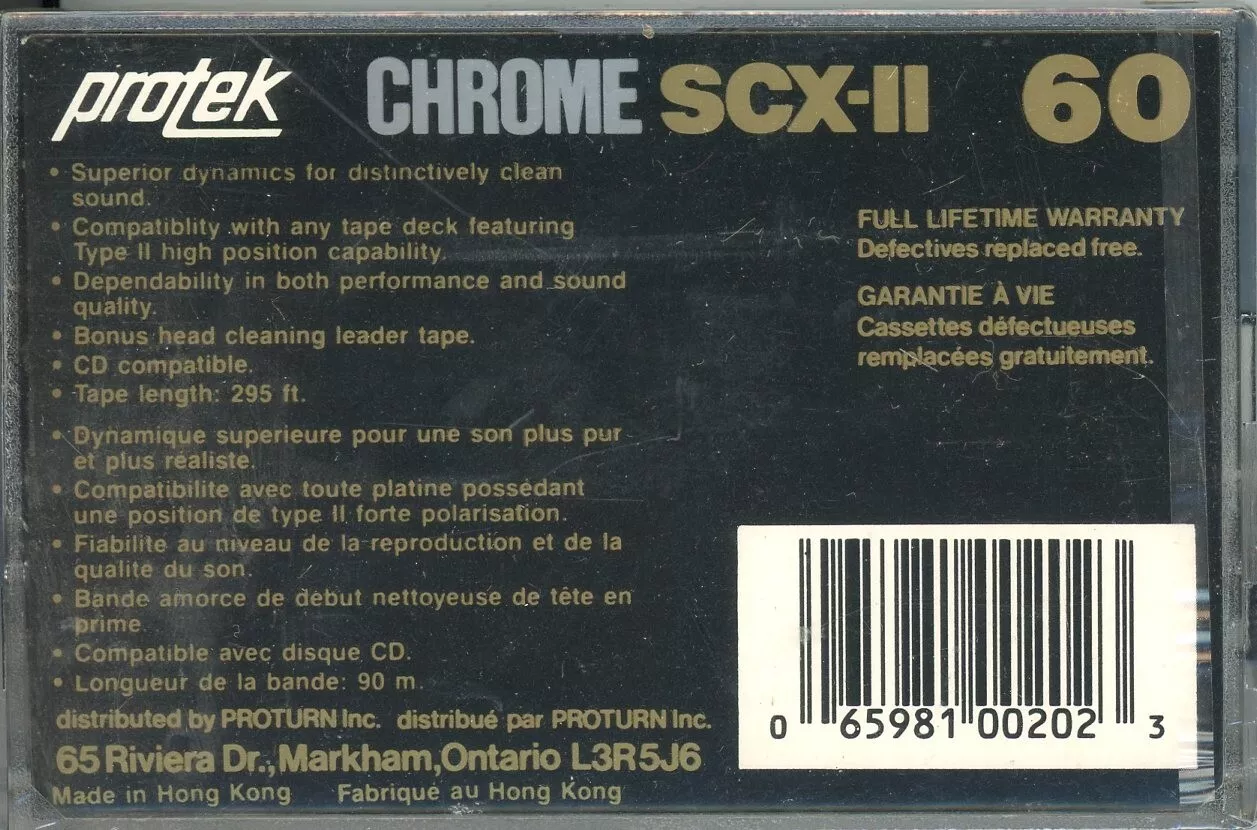 protek CHROME SCX-II 60
• Superior dynamics for distinctively clean
sound.
• Compatiblity with any tape deck featuring
Type II high position capability.
• Dependability in both performance and sound
quality.
• Bonus head cleaning leader tape.
• CD compatible.
• Tape length: 295 ft.
• Dynamique superieure pour une son plus pur
et plus réaliste.
• Compatibilite avec toute platine possédant
une position de type II forte polarisation.
• Fiabilite au niveau de la reproduction et de la
qualite du son.
• Bande amorce de début nettoyeuse de tête en
prime.
• Compatible avec disque CD.
• Longueur de la bande: 90 m.
distributed by PROTURN Inc. distribué par PROTURN Inc.
65 Riviera Dr., Markham, Ontario L3R5J6
Made in Hong Kong Fabriqué au Hong Kong
FULL LIFETIME WARRANTY
Defectives replaced free.
GARANTIE À VIE
Cassettes défectueuses
remplacées gratuitement.
0 65981 00202 3